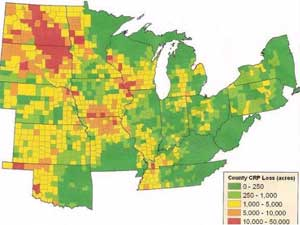 County CRP Loss (acres)
0 - 250
250 - 1,000
1,000 - 5,000
5,000 - 10,000
10,000 - 50,000